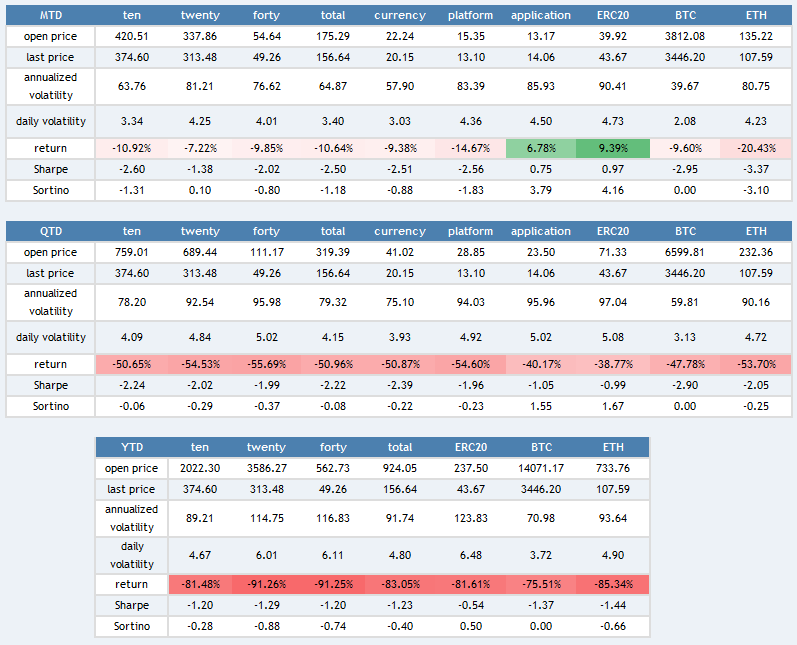 MTD ten twenty forty total currency platform application ERC20 BTC ETH
open price 420.51 337.86 54.64 175.29 22.24 15.35 13.17 39.92 3812.08 135.22
last price 374.60 313.48 49.26 156.64 20.15 13.10 14.06 43.67 3446.20 107.59
annualized volatility 63.76 81.21 76.62 64.87 57.90 83.39 85.93 90.41 39.67 80.75
daily volatility 3.34 4.25 4.01 3.40 3.03 4.36 4.50 4.73 2.08 4.23
return -10.92% -7.22% -9.85% -10.64% -9.38% -14.67% 6.78% 9.39% -9.60% -20.43%
Sharpe -2.60 -1.38 -2.02 -2.50 -2.51 -2.56 0.75 0.97 -2.95 -3.37
Sortino -1.31 0.10 -0.80 -1.18 -0.88 -1.83 3.79 4.16 0.00 -3.10
QTD ten twenty forty total currency platform application ERC20 BTC ETH
open price 759.01 689.44 111.17 319.39 41.02 28.85 23.50 71.33 6599.81 232.36
last price 374.60 313.48 49.26 156.64 20.15 13.10 14.06 43.67 3446.20 107.59
annualized volatility 78.20 92.54 95.98 79.32 75.10 94.03 95.96 97.04 59.81 90.16
daily volatility 4.09 4.84 5.02 4.15 3.93 4.92 5.02 5.08 3.13 4.72
return -50.65% -54.53% -55.69% -50.96% -50.87% -54.60% -40.17% -38.77% -47.78% -53.70%
Sharpe -2.24 -2.02 -1.99 -2.22 -2.39 -1.96 -1.05 -0.99 -2.90 -2.05
Sortino -0.06 -0.29 -0.37 -0.08 -0.22 -0.23 1.55 1.67 0.00 -0.25
YTD ten twenty forty total ERC20 BTC ETH
open price 2022.30 3586.27 562.73 924.05 237.50 14071.17 733.76
last price 374.60 313.48 49.26 156.64 43.67 3446.20 107.59
annualized volatility 89.21 114.75 116.83 91.74 123.83 70.98 93.64
daily volatility 4.67 6.01 6.11 4.80 6.48 3.72 4.90
return -81.48% -91.26% -91.25% -83.05% -81.61% -75.51% -85.34%
Sharpe -1.20 -1.29 -1.20 -1.23 -0.54 -1.37 -1.44
Sortino -0.28 -0.88 -0.74 -0.40 0.50 0.00 -0.66